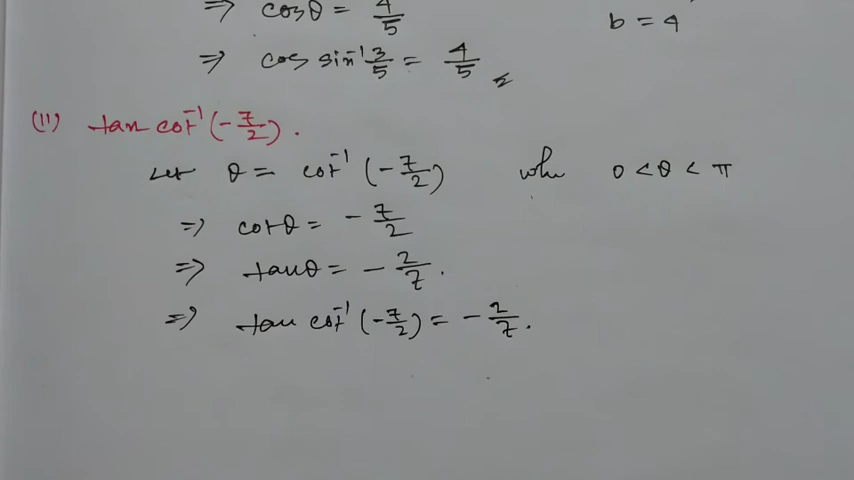 ⇒ cosθ = 4/5
b = 4
⇒ cos sin⁻¹ 3/5 = 4/5
(11) tan cot⁻¹(-7/2).
Let θ = cot⁻¹(-7/2) when 0 < θ < π
⇒ cotθ = -7/2
⇒ tanθ = -2/7.
⇒ tan cot⁻¹(-7/2) = -2/7.